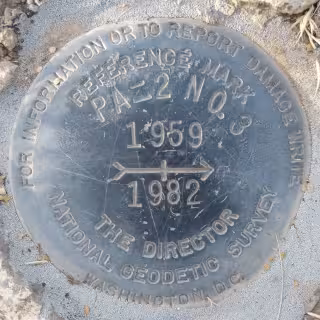 FOR INFORMATION OR TO REPORT DAMAGE WRITE
REFERENCE MARK
PA-2 NO. 3
1959
1982
THE DIRECTOR
NATIONAL GEODETIC SURVEY
WASHINGTON, D.C.